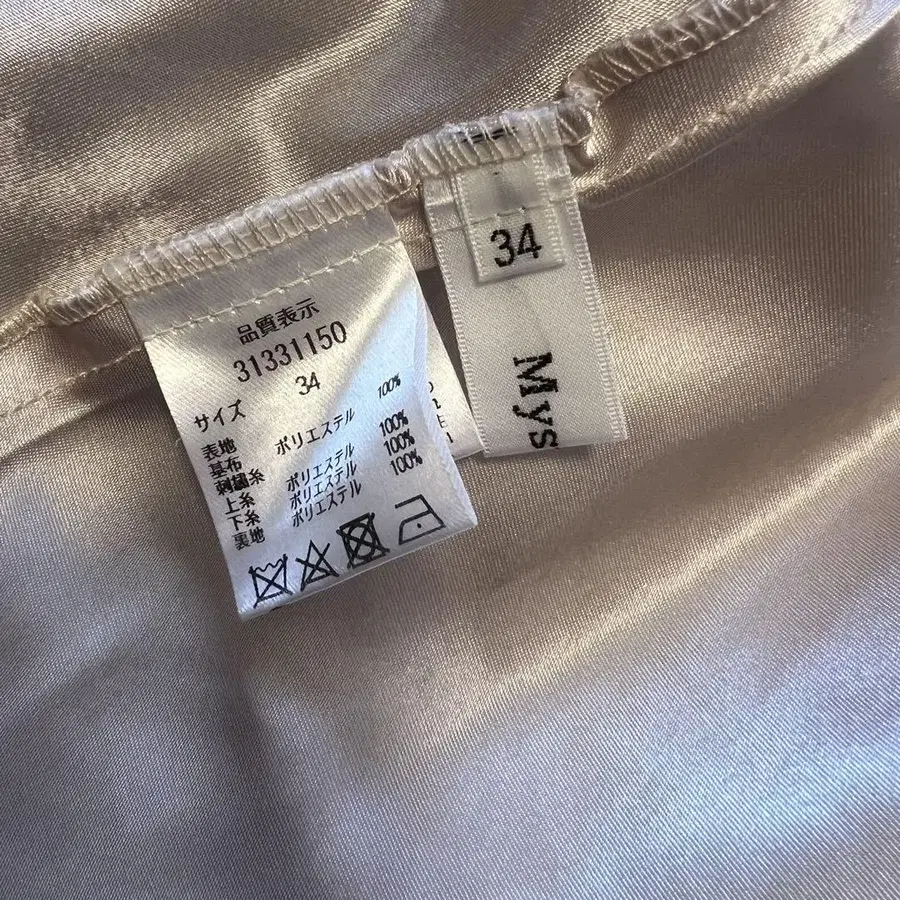 品質表示
31331150
サイズ 34
表地
基布 ポリエステル 100%
刺繍糸
上糸 ポリエステル 100%
下糸 ポリエステル 100%
裏地 ポリエステル 100%
34
Mys